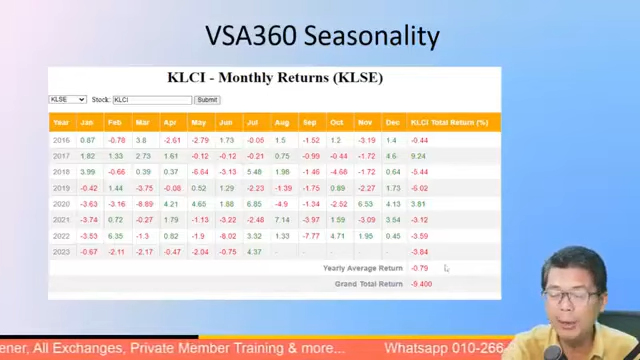 VSA360 Seasonality
KLCI - Monthly Returns (KLSE)
KLSE Stock: KLCI Submit
Year Jan Feb Mar Apr May Jun Jul Aug Sep Oct Nov Dec KLCI Total Return (%)
2016 0.87 -0.78 3.8 -2.61 -2.79 1.73 -0.05 1.5 -1.52 1.2 -3.19 1.4 -0.44
2017 1.82 1.33 2.73 1.61 -0.12 -0.12 -0.21 0.75 -0.99 -0.44 -1.72 4.6 9.24
2018 3.99 -0.66 0.39 0.37 -6.64 -3.13 5.48 1.98 -1.46 -4.68 -1.72 0.64 -5.44
2019 -0.42 1.44 -3.75 -0.08 0.52 1.29 -2.23 -1.39 -1.75 0.89 -2.27 1.73 -6.02
2020 -3.63 -3.16 -8.89 4.21 4.65 1.88 6.85 -4.9 -1.34 -2.52 6.53 4.13 3.81
2021 -3.74 0.72 -0.27 1.79 -1.13 -3.22 -2.48 7.14 -3.97 1.59 -3.09 3.54 -3.12
2022 -3.53 6.35 -1.3 0.82 -1.9 -8.02 3.32 1.33 -7.77 4.71 1.95 0.45 -3.59
2023 -0.67 -2.11 -2.17 -0.47 -2.04 -0.75 4.37 - - - - - -3.84
Yearly Average Return -0.79
Grand Total Return -9.400
ener, All Exchanges, Private Member Training & more... Whatsapp 010-266